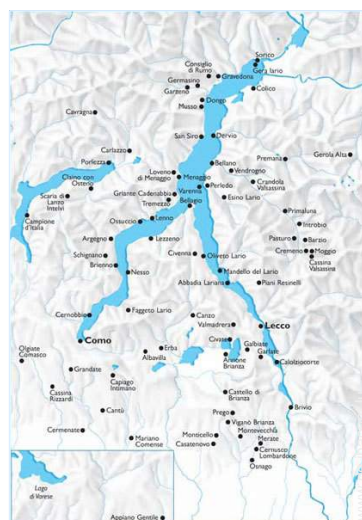 Sorico
Consiglio
di Rumo
Gravedona
Gera lario
Germasino
Garzeno
Colico
Dongo
Musso
Cavragna
San Siro
Dervio
Carlazzo
Porlezza
Bellano
Premana
Gerola Alta
Loveno
di Menaggio
Menaggio
Vendrogno
Claino con
Osteno
Varenna
Perledo
Crandola
Valsassina
Griante Cadenabbia
Tremezzo
Esino Lario
Scaria di
Lanzo
Intelvi
Bellagio
Lenno
Ossuccio
Primaluna
Campione
d'Italia
Introbio
Argegno
Lezzeno
Pasturo
Barzio
Schignano
Civenna
Oliveto Lario
Cremeno
Moggio
Cassina
Valsassina
Brienno
Nesso
Mandello del Lario
Abbadia Lariana
Piani Resinelli
Cernobbio
Faggeto Lario
Canzo
Valmadrera
Lecco
Como
Civate
Galbiate
Garlate
Olgiate
Comasco
Erba
Albavilla
Annone
Brianza
Calolziocorte
Grandate
Capiago
Intimiano
Cassina
Rizzardi
Castello di
Brianza
Brivio
Cantù
Perego
Viganò Brianza
Cermenate
Mariano
Comense
Monticello
Montevecchia
Casatenovo
Merate
Cernusco
Lombardone
Osnago
Lago
di Varese
Appiano Gentile